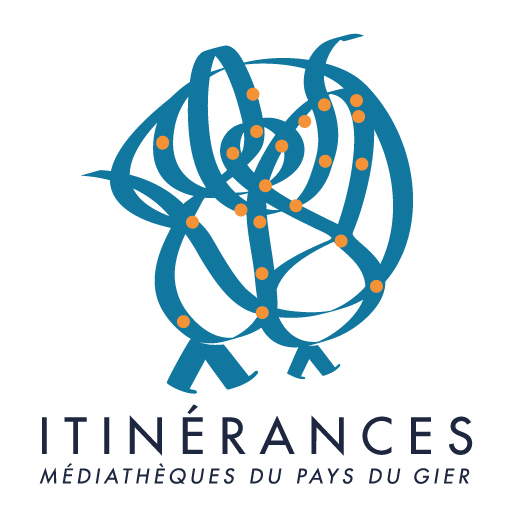 ITINÉRANCES
MÉDIATHÈQUES DU PAYS DU GIER